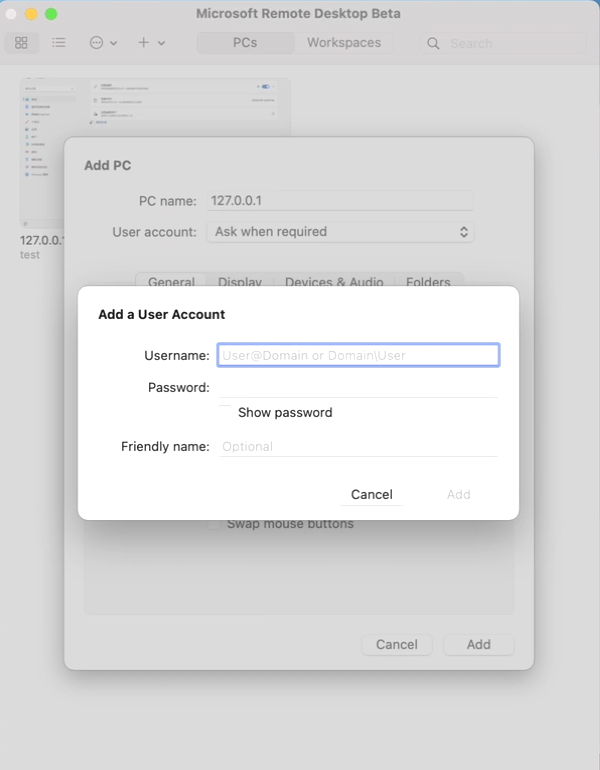 Microsoft Remote Desktop Beta
PCs
Workspaces
Search
Add PC
PC name: 127.0.0.1
User account: Ask when required
127.0.0.1
test
General
Display
Devices & Audio
Folders
Add a User Account
Username: User@Domain or Domain\User
Password:
Show password
Friendly name: Optional
Cancel
Add
Swap mouse buttons
Cancel
Add